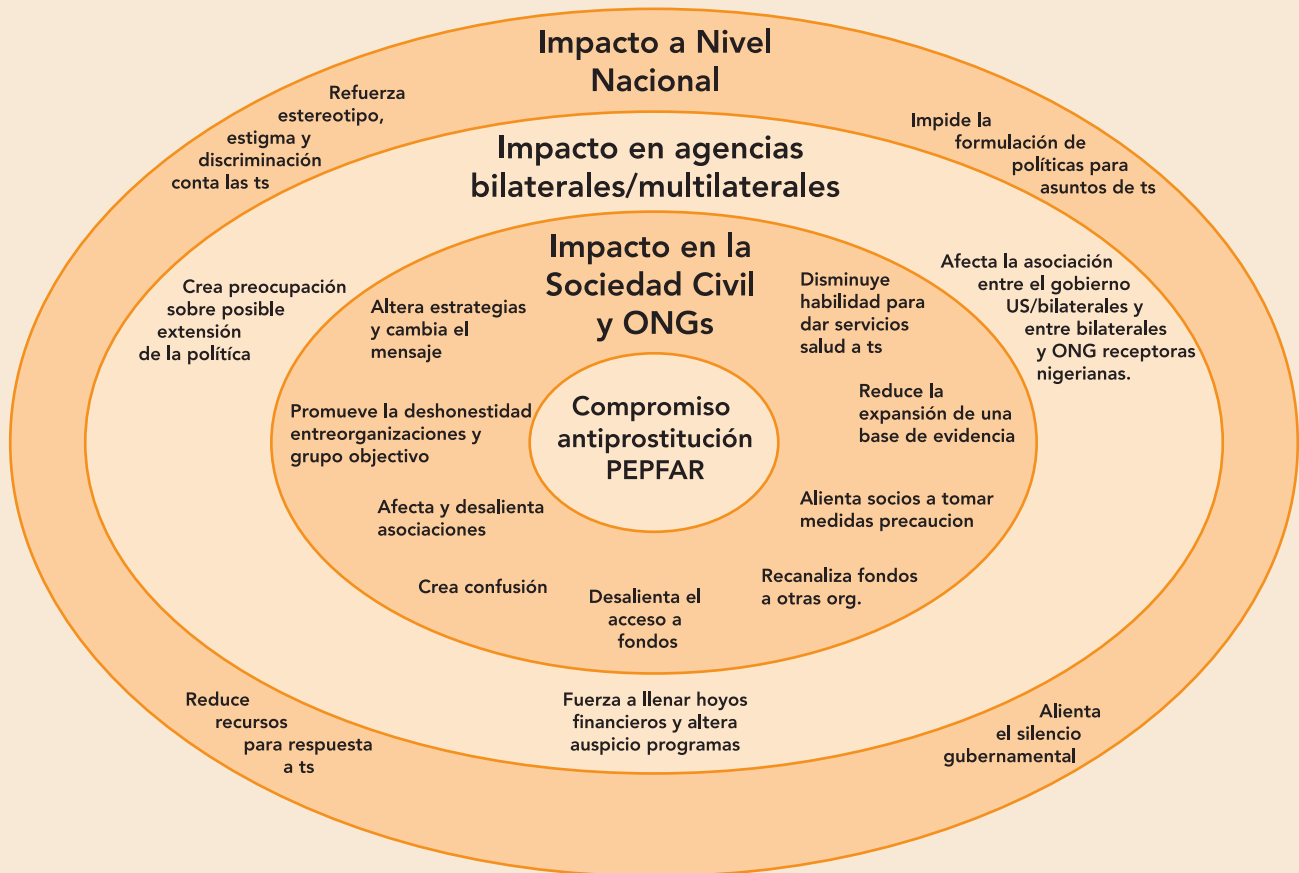 Impacto a Nivel
Nacional
Refuerza
estereotipo,
estigma y
discriminación
conta las ts
Impide la
formulación de
políticas para
asuntos de ts
Impacto en agencias
bilaterales/multilaterales
Crea preocupación
sobre posible
extensión
de la polítíca
Afecta la asociación
entre el gobierno
US/bilaterales y
entre bilaterales
y ONG receptoras
nigerianas.
Impacto en la
Sociedad Civil
y ONGs
Altera estrategias
y cambia el
mensaje
Disminuye
habilidad para
dar servicios
salud a ts
Promueve la deshonestidad
entreorganizaciones y
grupo objectivo
Reduce la
expansión de una
base de evidencia
Compromiso
antiprostitución
PEPFAR
Afecta y desalienta
asociaciones
Alienta socios a tomar
medidas precaucion
Crea confusión
Desalienta el
acceso a
fondos
Recanaliza fondos
a otras org.
Fuerza a llenar hoyos
financieros y altera
auspicio programas
Reduce
recursos
para respuesta
a ts
Alienta
el silencio
gubernamental